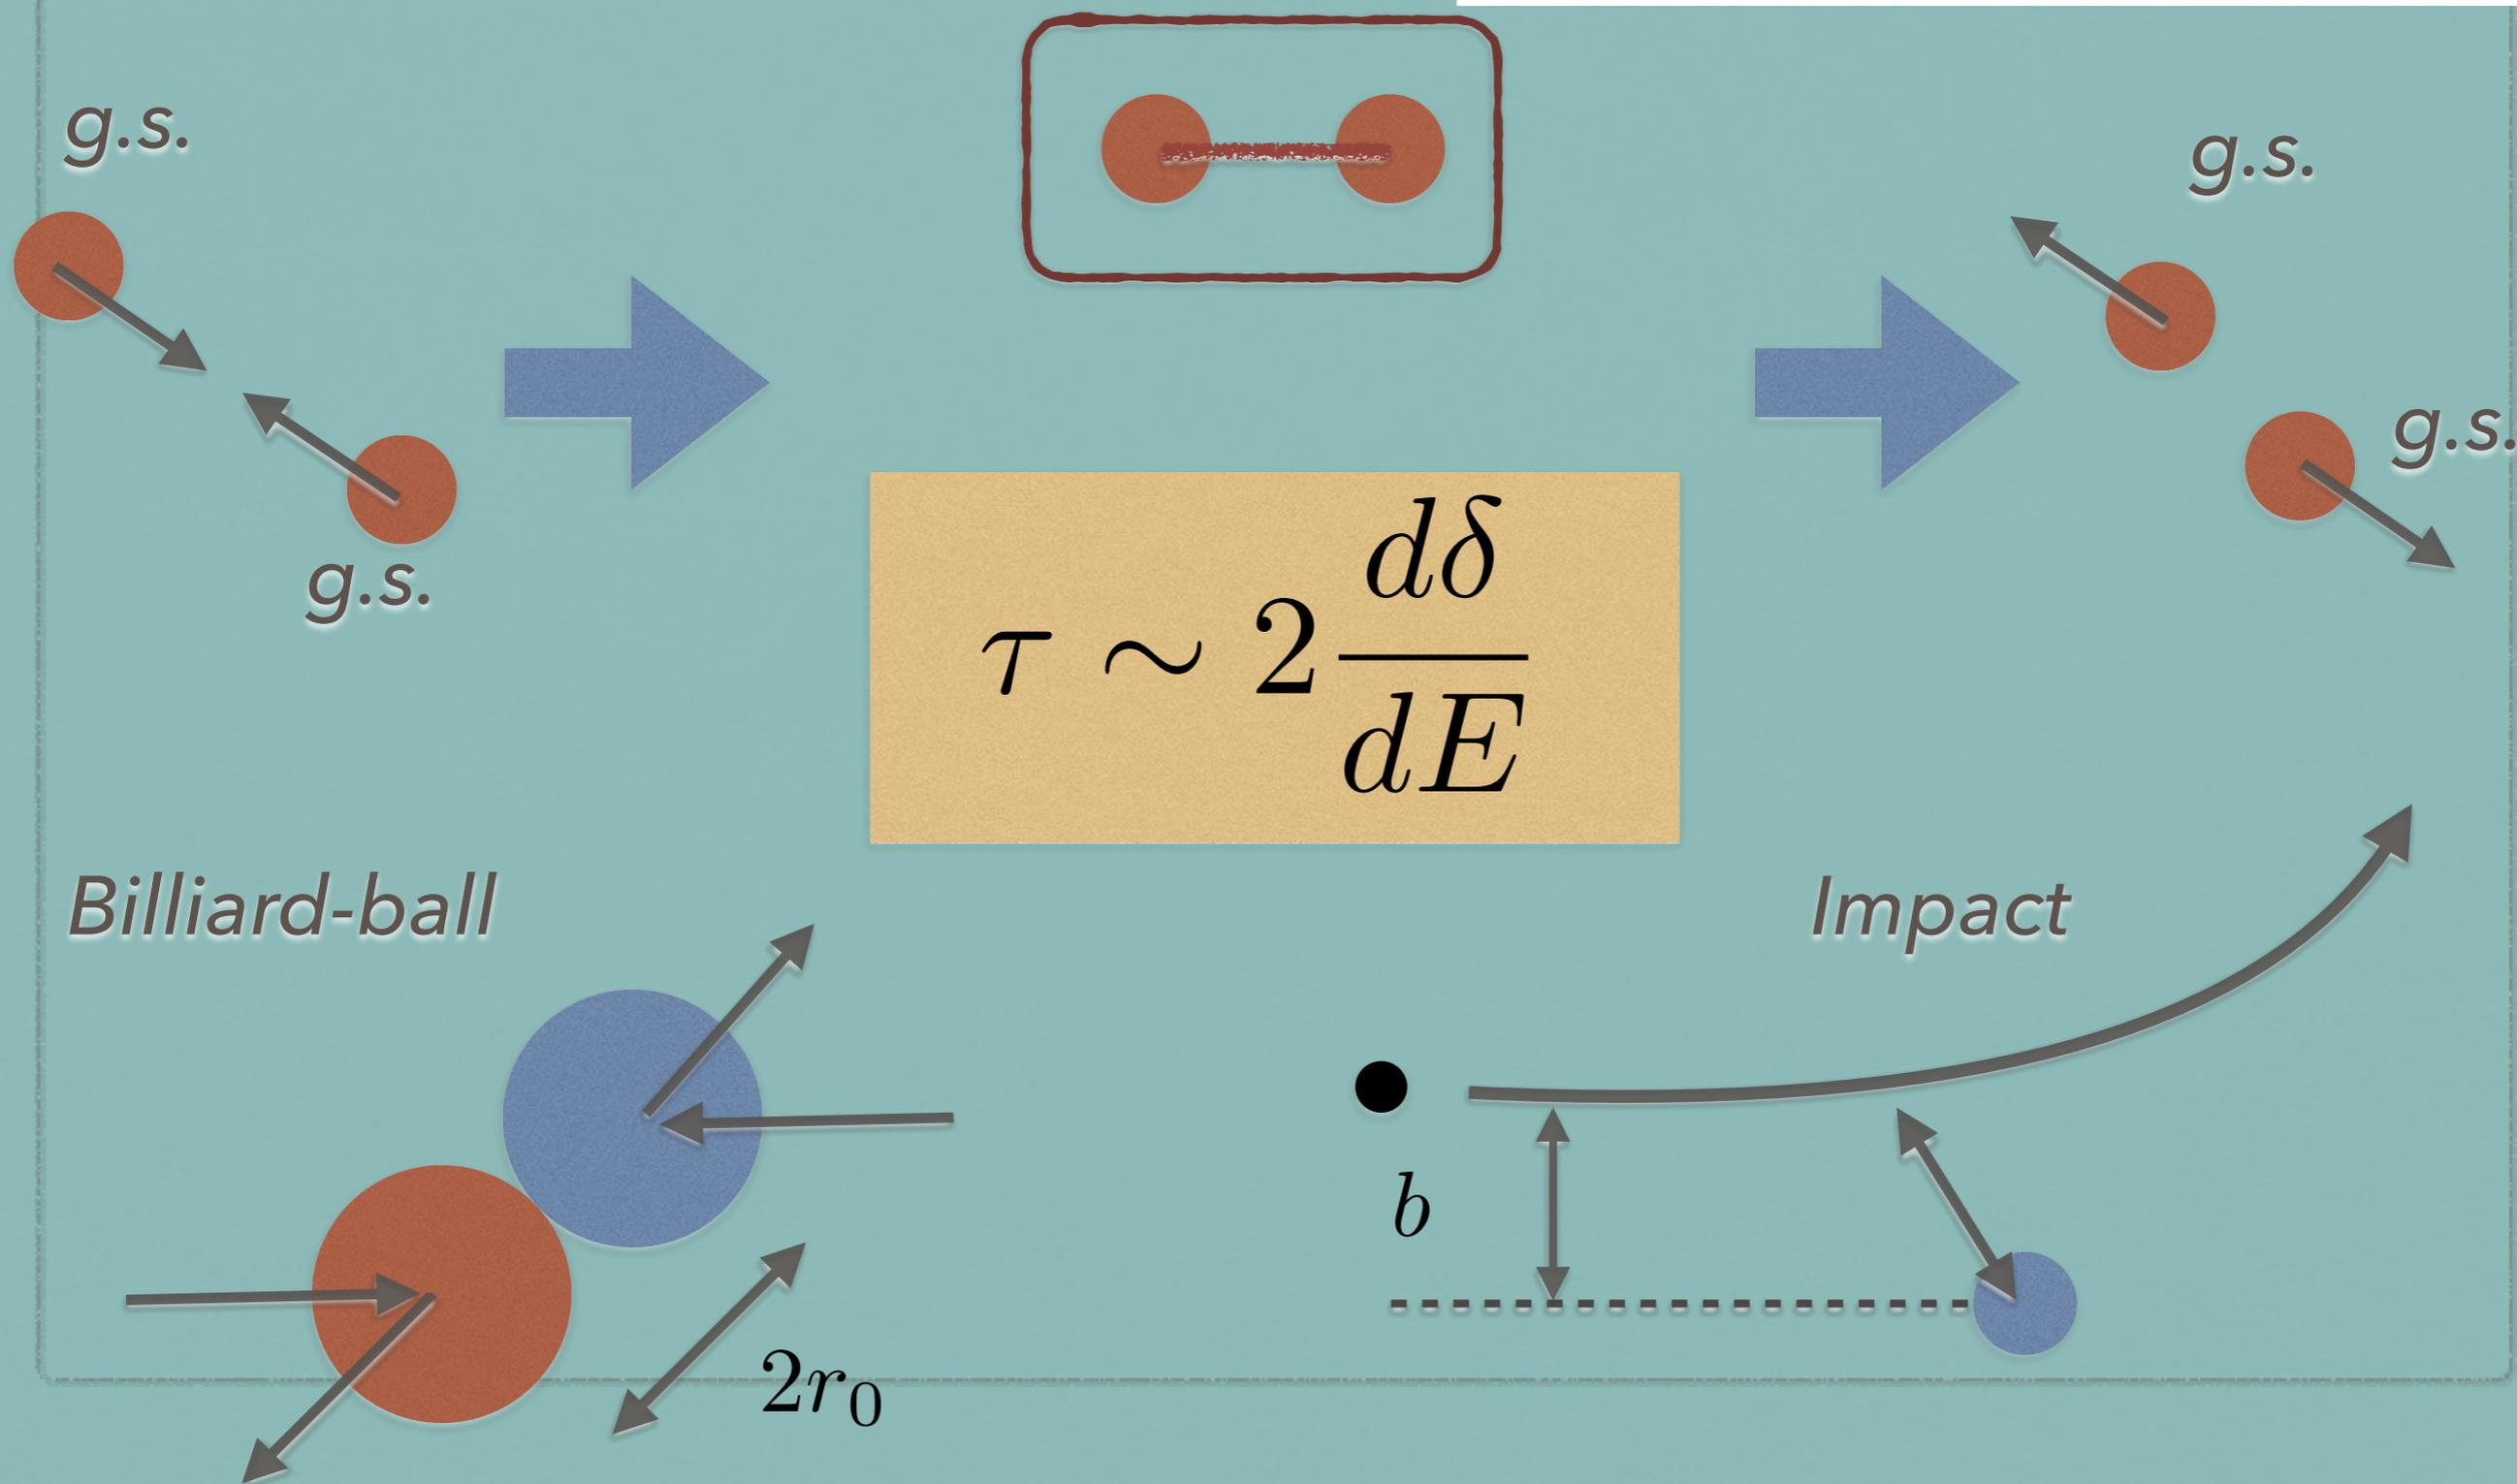 g.s.
g.s.
g.s.
g.s.
τ ~ 2 dδ/dE
Billiard-ball
Impact
b
2r₀